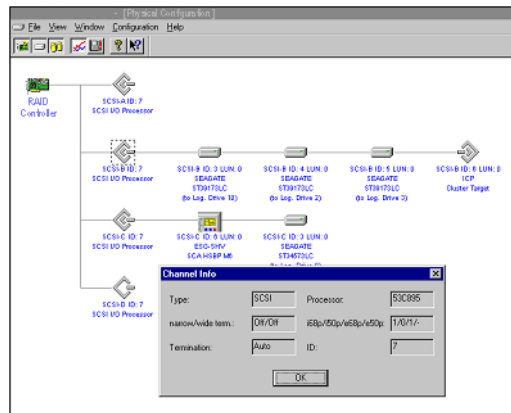 - [Physical Configuration]
File View Window Configuration Help
RAID
Controller
SCSI-A ID: 7
SCSI I/O Processor
SCSI-B ID: 7
SCSI I/O Processor
SCSI-B ID: 3 LUN: 0
SEAGATE
ST39173LC
(to Log. Drive 12)
SCSI-B ID: 4 LUN: 0
SEAGATE
ST39173LC
(to Log. Drive 2)
SCSI-B ID: 5 LUN: 0
SEAGATE
ST39173LC
(to Log. Drive 3)
SCSI-B ID: 6 LUN: 0
ICP
Cluster Target
SCSI-C ID: 7
SCSI I/O Processor
SCSI-C ID: 6 LUN: 0
ESG-SHV
SCA HSBP M6
SCSI-C ID: 3 LUN: 0
SEAGATE
ST34573LC
(to Log. Drive
SCSI-D ID: 7
SCSI I/O Processor
Channel Info
Type: SCSI Processor: 53C895
narrow/wide term.: Off/Off i68p/i50p/e68p/e50p: 1/0/1/-
Termination: Auto ID: 7
OK